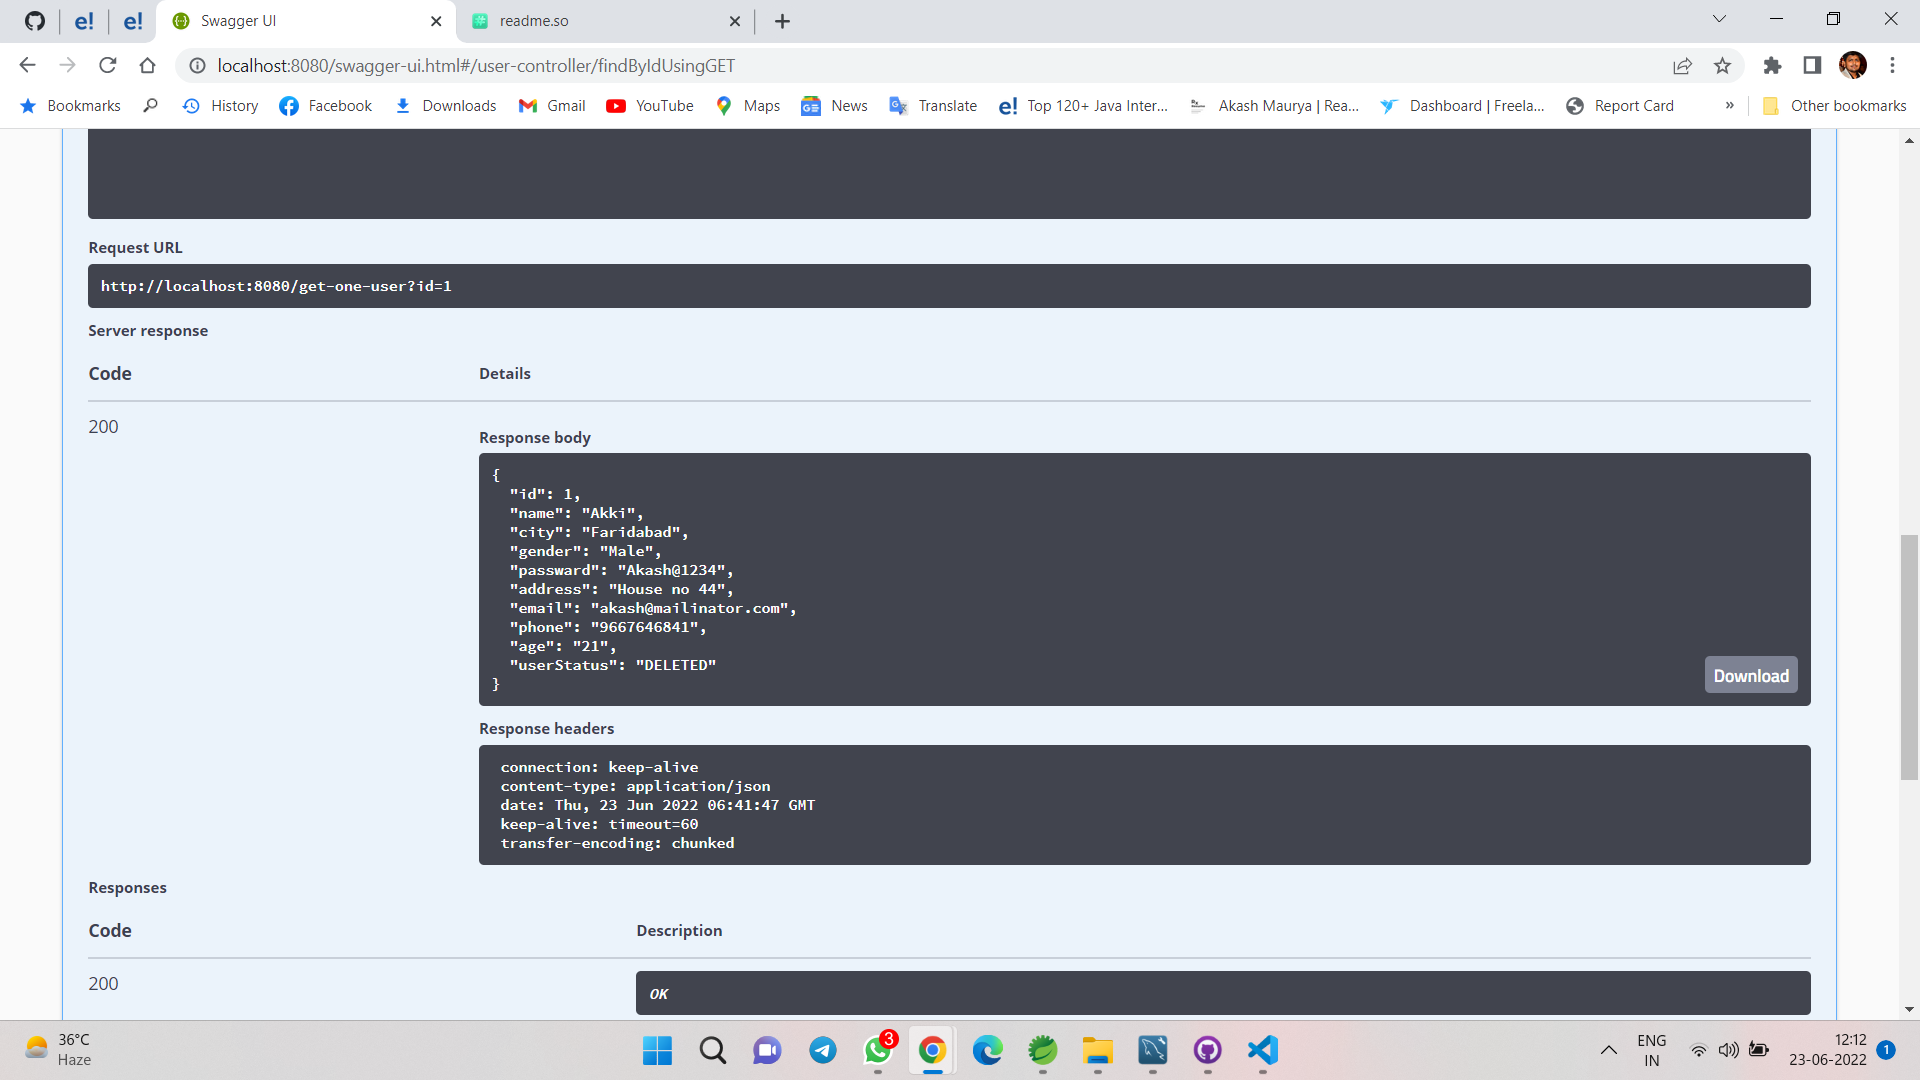 Swagger UI
readme.so
localhost:8080/swagger-ui.html#/user-controller/findByIdUsingGET
Bookmarks History Facebook Downloads Gmail YouTube Maps News Translate Top 120+ Java Inter... Akash Maurya | Rea... Dashboard | Freela... Report Card » Other bookmarks
Request URL
http://localhost:8080/get-one-user?id=1
Server response
Code Details
200
Response body
{
"id": 1,
"name": "Akki",
"city": "Faridabad",
"gender": "Male",
"passward": "Akash@1234",
"address": "House no 44",
"email": "akash@mailinator.com",
"phone": "9667646841",
"age": "21",
"userStatus": "DELETED"
}
Download
Response headers
connection: keep-alive
content-type: application/json
date: Thu, 23 Jun 2022 06:41:47 GMT
keep-alive: timeout=60
transfer-encoding: chunked
Responses
Code Description
200
OK
36°C
Haze
3
ENG
IN
12:12
23-06-2022
1